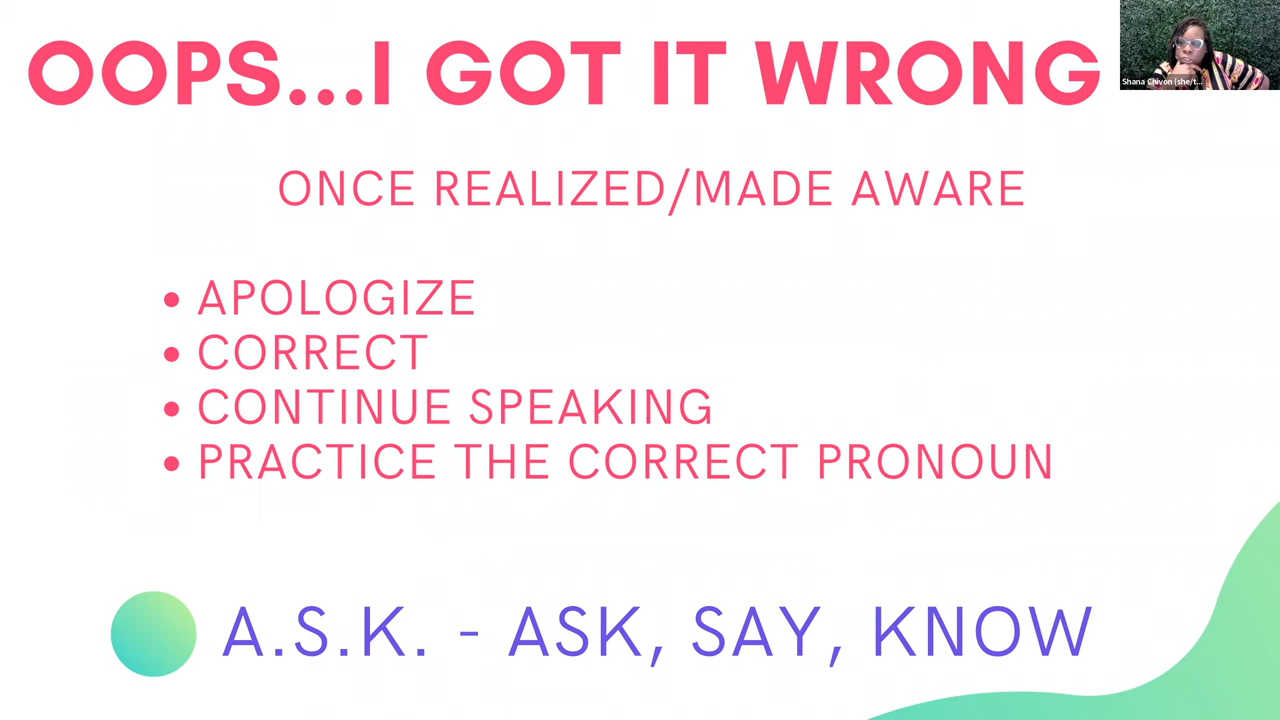 OOPS...I GOT IT WRONG
Shana Chivon (she/t...
ONCE REALIZED/MADE AWARE
• APOLOGIZE
• CORRECT
• CONTINUE SPEAKING
• PRACTICE THE CORRECT PRONOUN
A.S.K. - ASK, SAY, KNOW